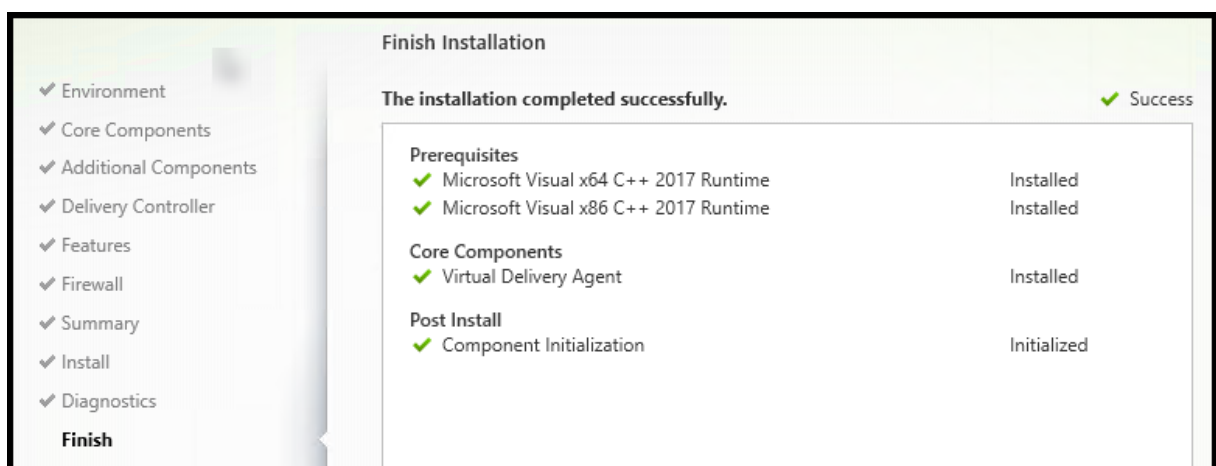 Finish Installation
Environment
Core Components
Additional Components
Delivery Controller
Features
Firewall
Summary
Install
Diagnostics
Finish
The installation completed successfully. Success
Prerequisites
Microsoft Visual x64 C++ 2017 Runtime Installed
Microsoft Visual x86 C++ 2017 Runtime Installed
Core Components
Virtual Delivery Agent Installed
Post Install
Component Initialization Initialized